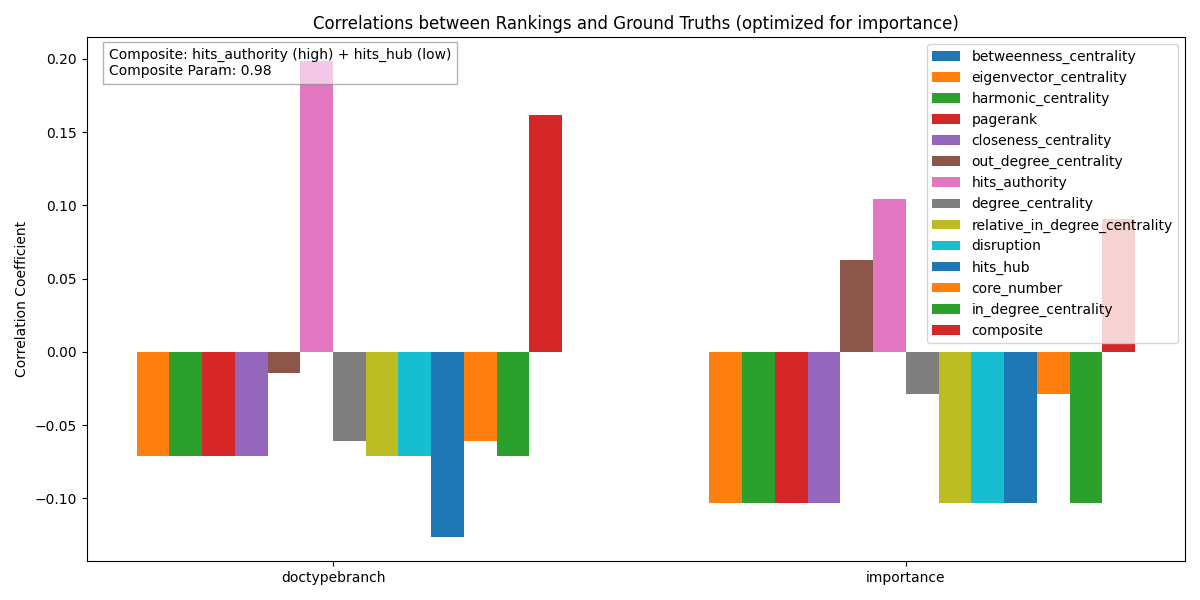 Correlations between Rankings and Ground Truths (optimized for importance)
Composite: hits_authority (high) + hits_hub (low)
Composite Param: 0.98
betweenness_centrality
eigenvector_centrality
harmonic_centrality
pagerank
closeness_centrality
out_degree_centrality
hits_authority
degree_centrality
relative_in_degree_centrality
disruption
hits_hub
core_number
in_degree_centrality
composite
Correlation Coefficient
0.20
0.15
0.10
0.05
0.00
−0.05
−0.10
doctypebranch
importance